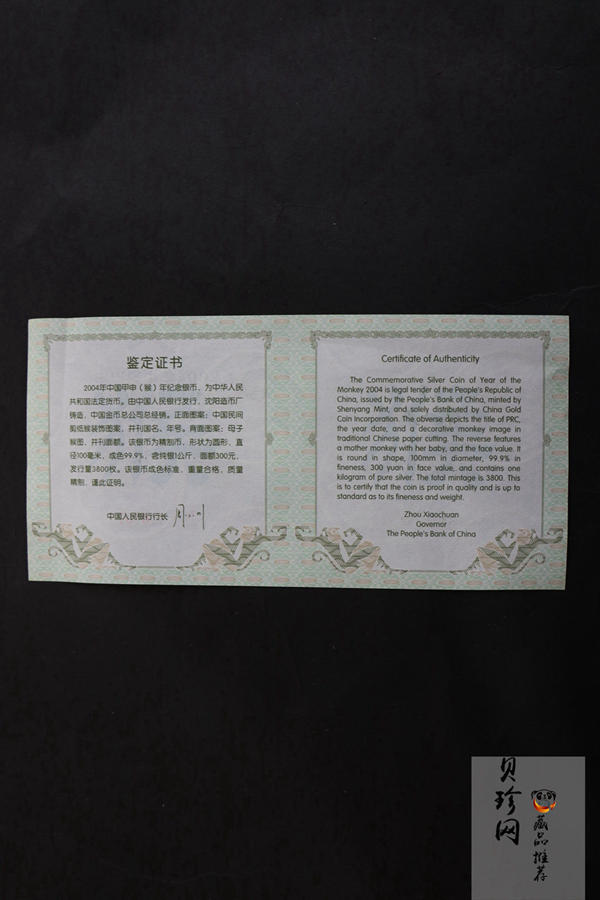 鉴定证书
2004年中国甲申（猴）年纪念银币，为中华人民
共和国法定货币。由中国人民银行发行，沈阳造币厂
铸造，中国金币总公司总经销。正面图案：中国民间
剪纸猴装饰图案，并刊国名、年号。背面图案：母子
猴图，并刊面额。该银币为精制币，形状为圆形，直
径100毫米，成色99.9%，含纯银1公斤，面额300元，
发行量3800枚。该银币成色标准，重量合格，质量
精制，谨此证明。
中国人民银行行长
Certificate of Authenticity
The Commemorative Silver Coin of Year of the
Monkey 2004 is legal tender of the People's Republic of
China, issued by the People's Bank of China, minted by
Shenyang Mint, and solely distributed by China Gold
Coin Incorporation. The obverse depicts the title of PRC,
the year date, and a decorative monkey image in
traditional Chinese paper cutting. The reverse features
a mother monkey with her baby, and the face value. It
is round in shape, 100mm in diameter, 99.9% in
fineness, 300 yuan in face value, and contains one
kilogram of pure silver. The total mintage is 3800. This
is to certify that the coin is proof in quality and is up to
standard as to its fineness and weight.
Zhou Xiaochuan
Governor
The People's Bank of China
贝珍网
藏品推荐